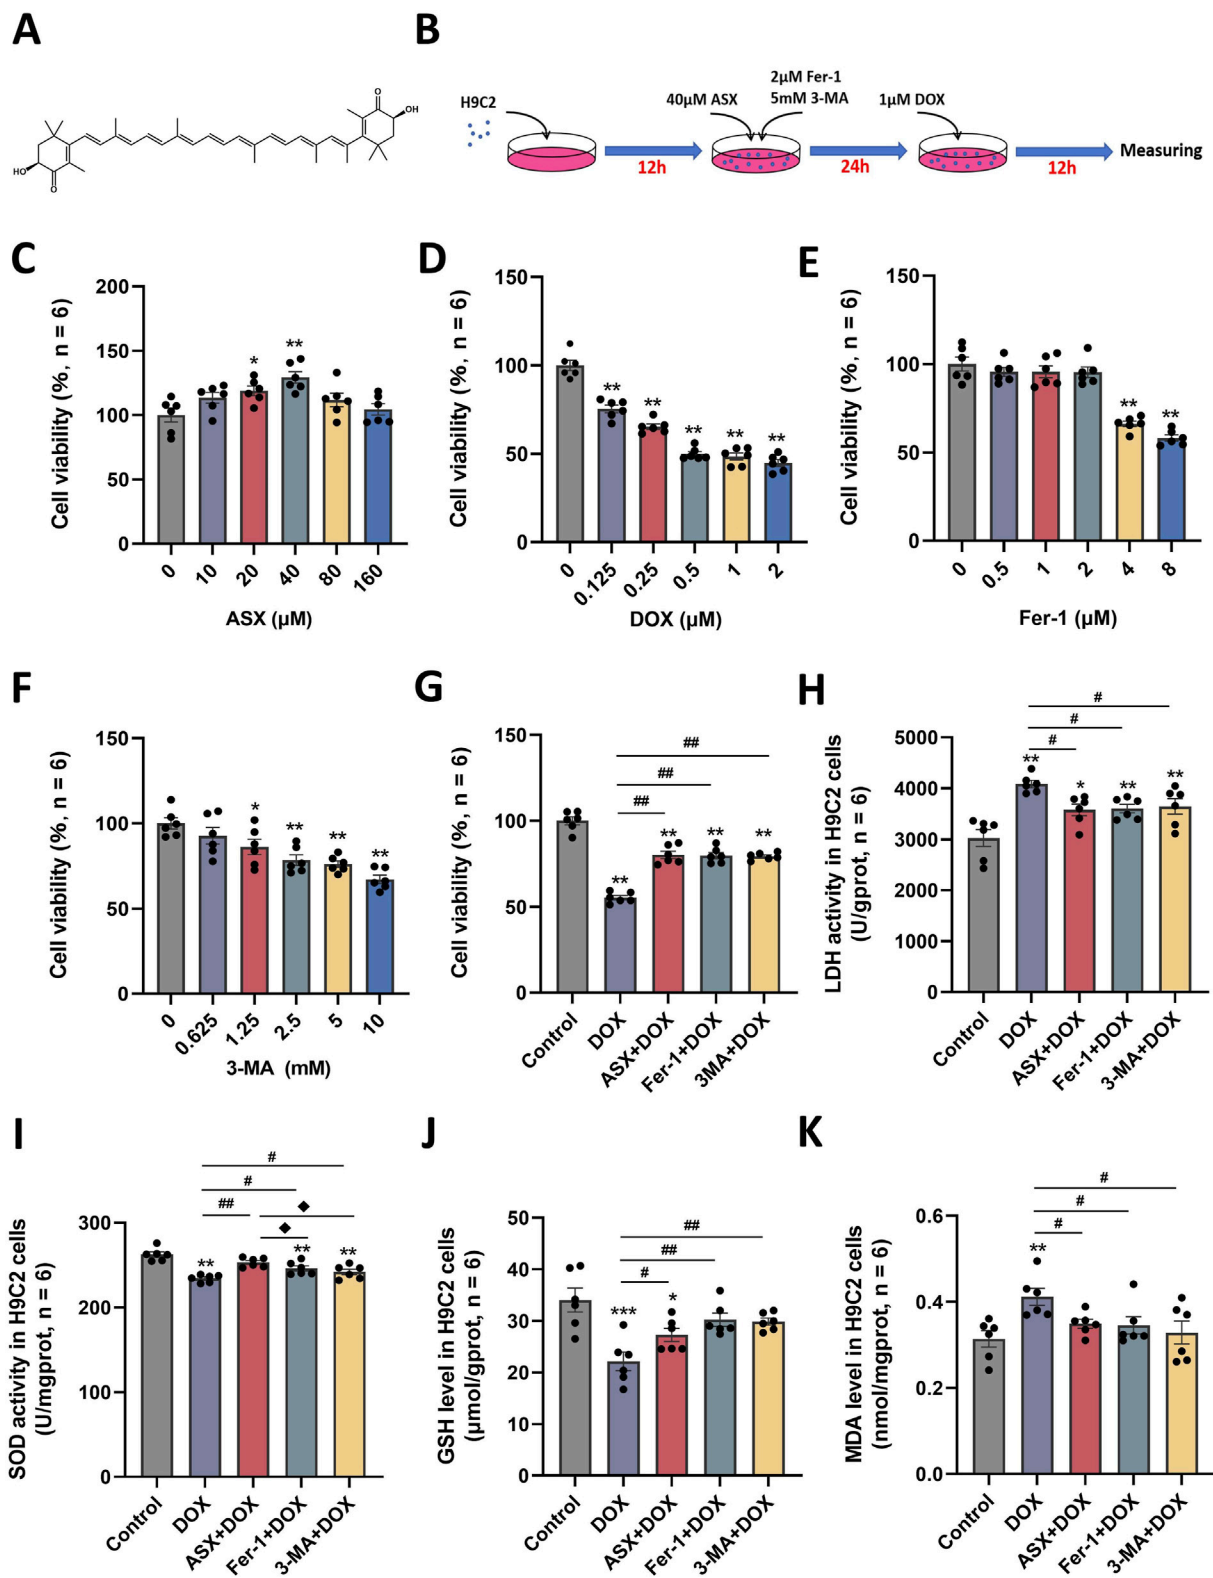 A
O
OH
HO
O
B
H9C2
40µM ASX
2µM Fer-1
5mM 3-MA
1µM DOX
12h
24h
12h
Measuring
C
Cell viability (%, n = 6)
200
150
100
50
0
*
**
0
10
20
40
80
160
ASX (µM)
D
Cell viability (%, n = 6)
150
100
50
0
**
**
**
**
**
0
0.125
0.25
0.5
1
2
DOX (µM)
E
Cell viability (%, n = 6)
150
100
50
0
**
**
0
0.5
1
2
4
8
Fer-1 (µM)
F
Cell viability (%, n = 6)
150
100
50
0
*
**
**
**
0
0.625
1.25
2.5
5
10
3-MA (mM)
G
Cell viability (%, n = 6)
150
100
50
0
##
##
##
**
**
**
**
Control
DOX
ASX+DOX
Fer-1+DOX
3MA+DOX
H
LDH activity in H9C2 cells
(U/gprot, n = 6)
5000
4000
3000
2000
1000
0
#
#
#
**
*
**
**
Control
DOX
ASX+DOX
Fer-1+DOX
3-MA+DOX
I
SOD activity in H9C2 cells
(U/mgprot, n = 6)
300
200
100
0
#
#
##
◆
◆
**
**
**
Control
DOX
ASX+DOX
Fer-1+DOX
3-MA+DOX
J
GSH level in H9C2 cells
(µmol/gprot, n = 6)
50
40
30
20
10
0
##
##
#
***
*
Control
DOX
ASX+DOX
Fer-1+DOX
3-MA+DOX
K
MDA level in H9C2 cells
(nmol/mgprot, n = 6)
0.6
0.4
0.2
0.0
#
#
#
**
Control
DOX
ASX+DOX
Fer-1+DOX
3-MA+DOX